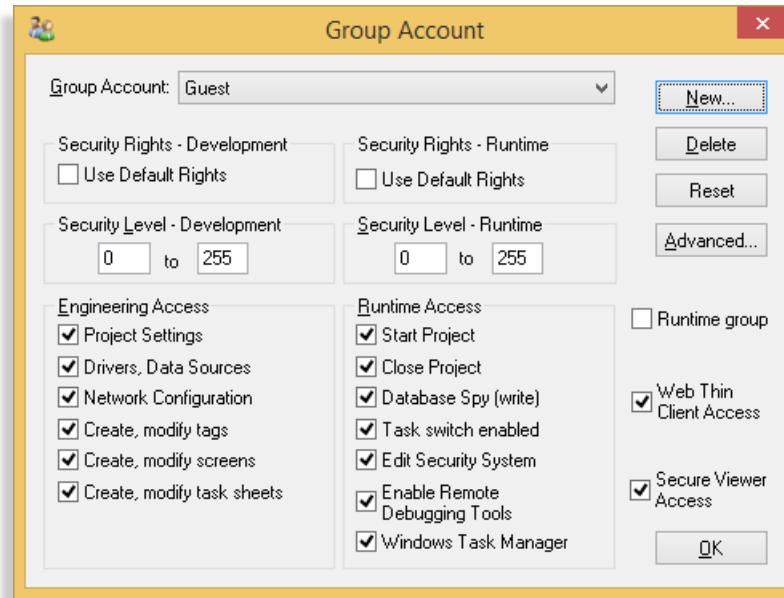 Group Account
Group Account: Guest
New...
Security Rights - Development
Use Default Rights
Security Rights - Runtime
Use Default Rights
Delete
Reset
Security Level - Development
0 to 255
Security Level - Runtime
0 to 255
Advanced...
Engineering Access
Project Settings
Drivers, Data Sources
Network Configuration
Create, modify tags
Create, modify screens
Create, modify task sheets
Runtime Access
Start Project
Close Project
Database Spy (write)
Task switch enabled
Edit Security System
Enable Remote
Debugging Tools
Windows Task Manager
Runtime group
Web Thin
Client Access
Secure Viewer
Access
OK